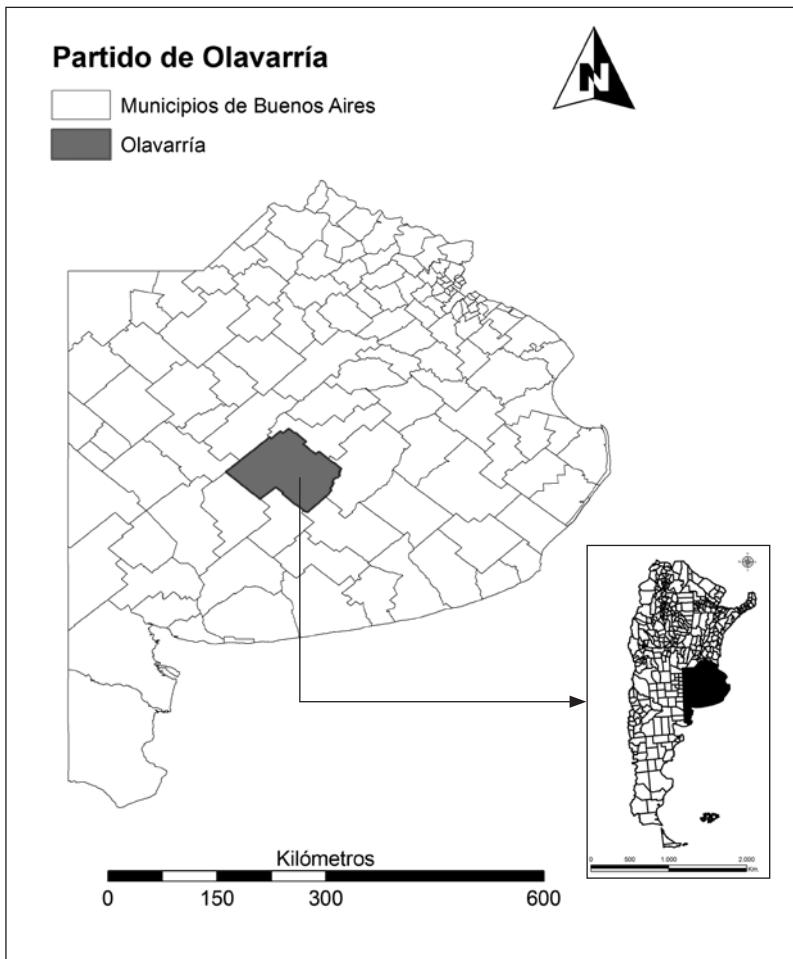 Partido de Olavarría
N
Municipios de Buenos Aires
Olavarría
Kilómetros
0 150 300 600
0 500 1.000 2.000
Km.